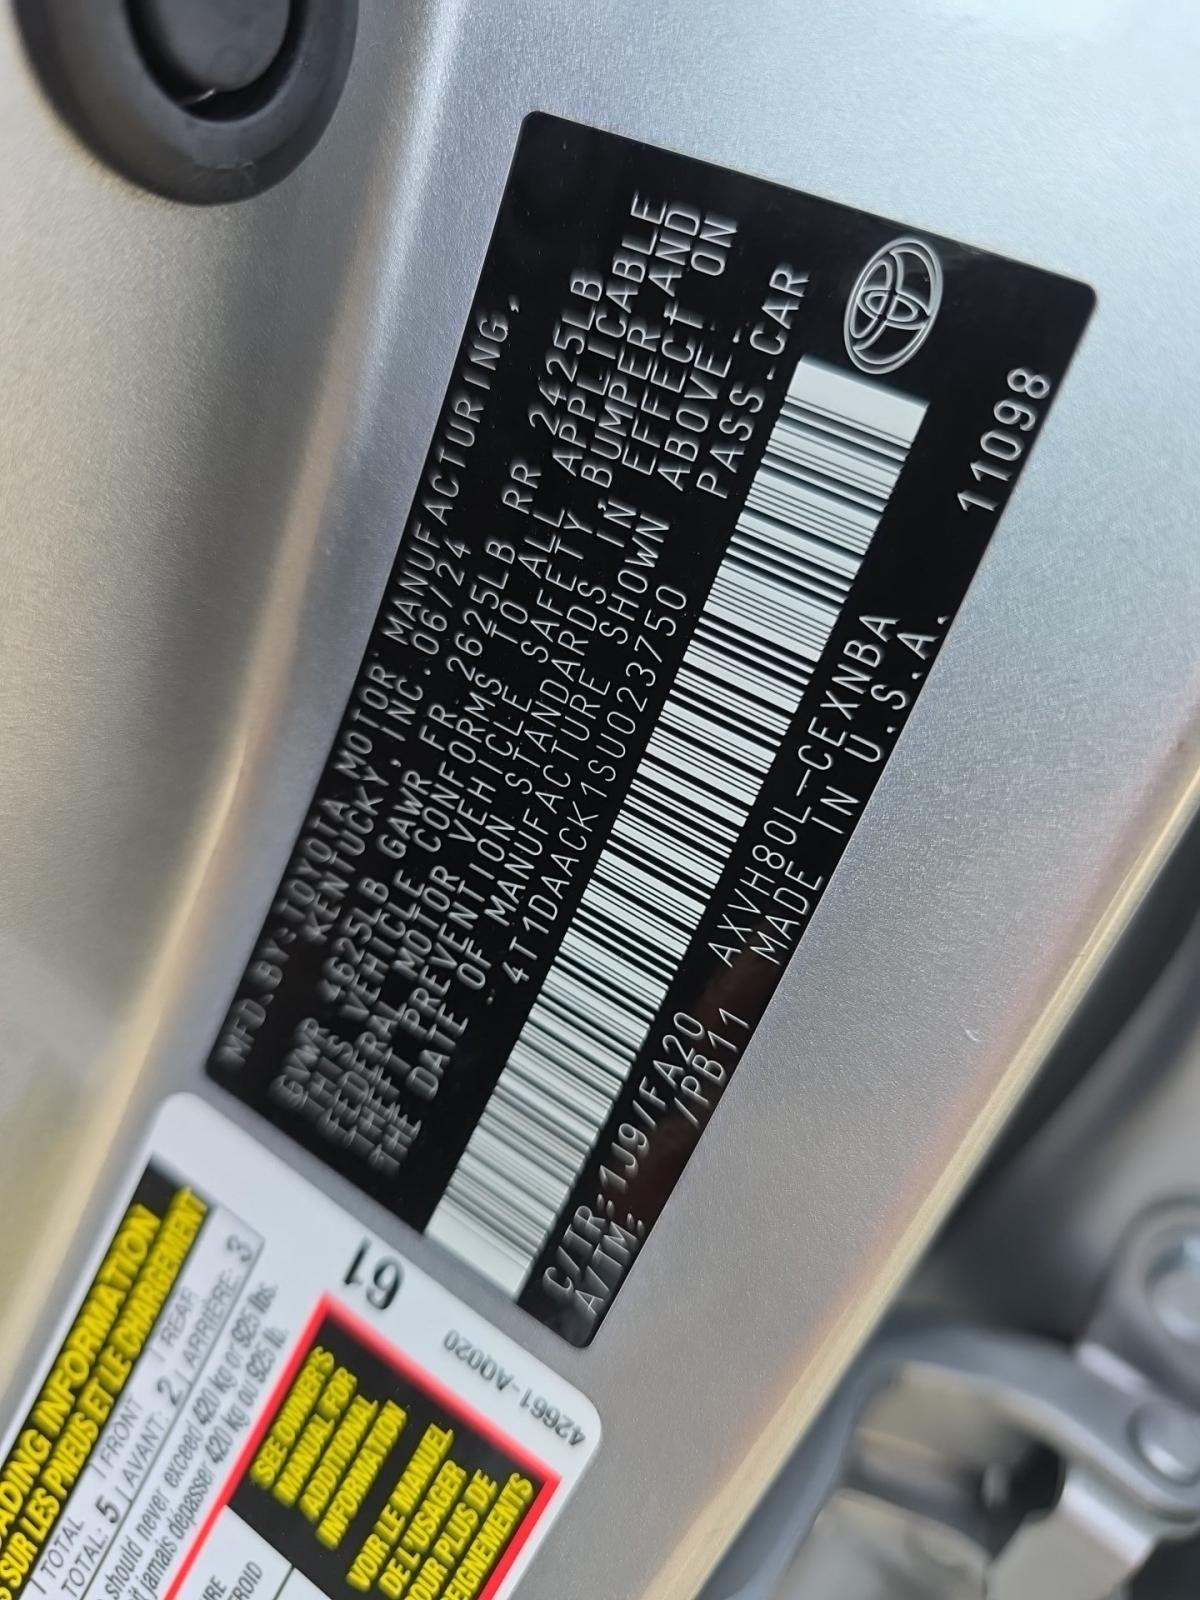 MFD.BY:TOYOTA MOTOR MANUFACTURING,
KENTUCKY, INC.06/24
GVWR 4625LB GAWR FR 2625LB RR 2425LB
THIS VEHICLE CONFORMS TO ALL APPLICABLE
FEDERAL MOTOR VEHICLE SAFETY BUMPER AND
THEFT PREVENTION STANDARDS IN EFFECT ON
THE DATE OF MANUFACTURE SHOWN ABOVE.
4T1DAACK1SU023750 PASS.CAR
C/TR:1J9/FA20 AXVH80L-CEXNBA
A/TM: /PB11 MADE IN U.S.A.
11098
ADING INFORMATION
SUR LES PNEUS ET LE CHARGEMENT
TOTAL | FRONT | REAR
TOTAL: 5 | AVANT: 2 | ARRIÈRE: 3
should never exceed 420 kg or 925 lbs.
it jamais dépasser 420 kg ou 925 lb.
SEE OWNER'S
MANUAL FOR
ADDITIONAL
INFORMATION
VOIR LE MANUEL
DE L'USAGER
POUR PLUS DE
SEIGNEMENTS
61
42661-A0020